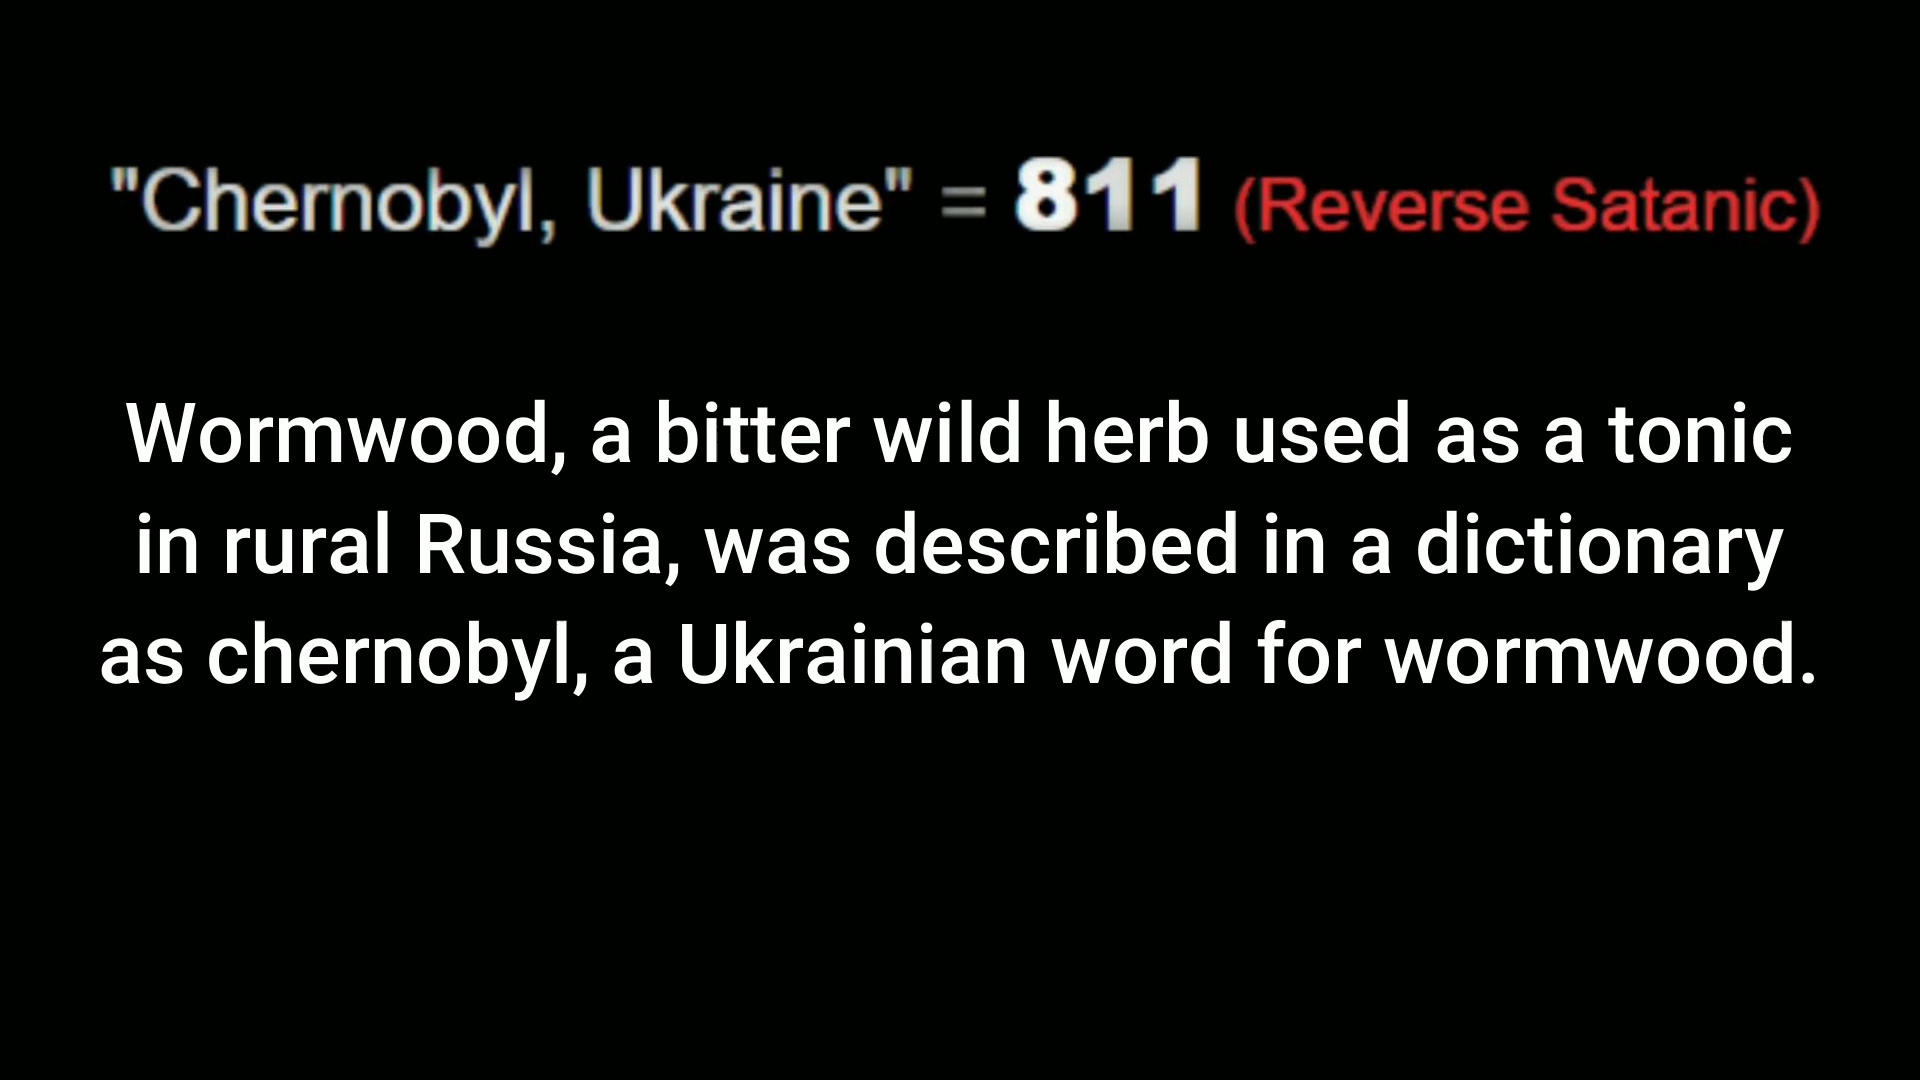 "Chernobyl, Ukraine" = 811 (Reverse Satanic)
Wormwood, a bitter wild herb used as a tonic
in rural Russia, was described in a dictionary
as chernobyl, a Ukrainian word for wormwood.